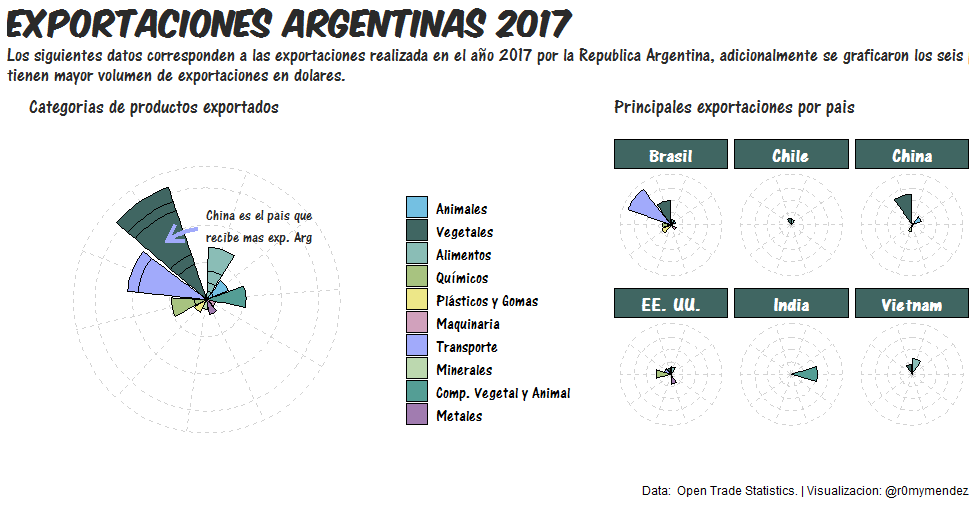 EXPORTACIONES ARGENTINAS 2017
Los siguientes datos corresponden a las exportaciones realizada en el año 2017 por la Republica Argentina, adicionalmente se graficaron los seis
tienen mayor volumen de exportaciones en dolares.
Categorias de productos exportados
China es el pais que
recibe mas exp. Arg
Animales
Vegetales
Alimentos
Químicos
Plásticos y Gomas
Maquinaria
Transporte
Minerales
Comp. Vegetal y Animal
Metales
Principales exportaciones por pais
Brasil
Chile
China
EE. UU.
India
Vietnam
Data: Open Trade Statistics. | Visualizacion: @r0mymendez